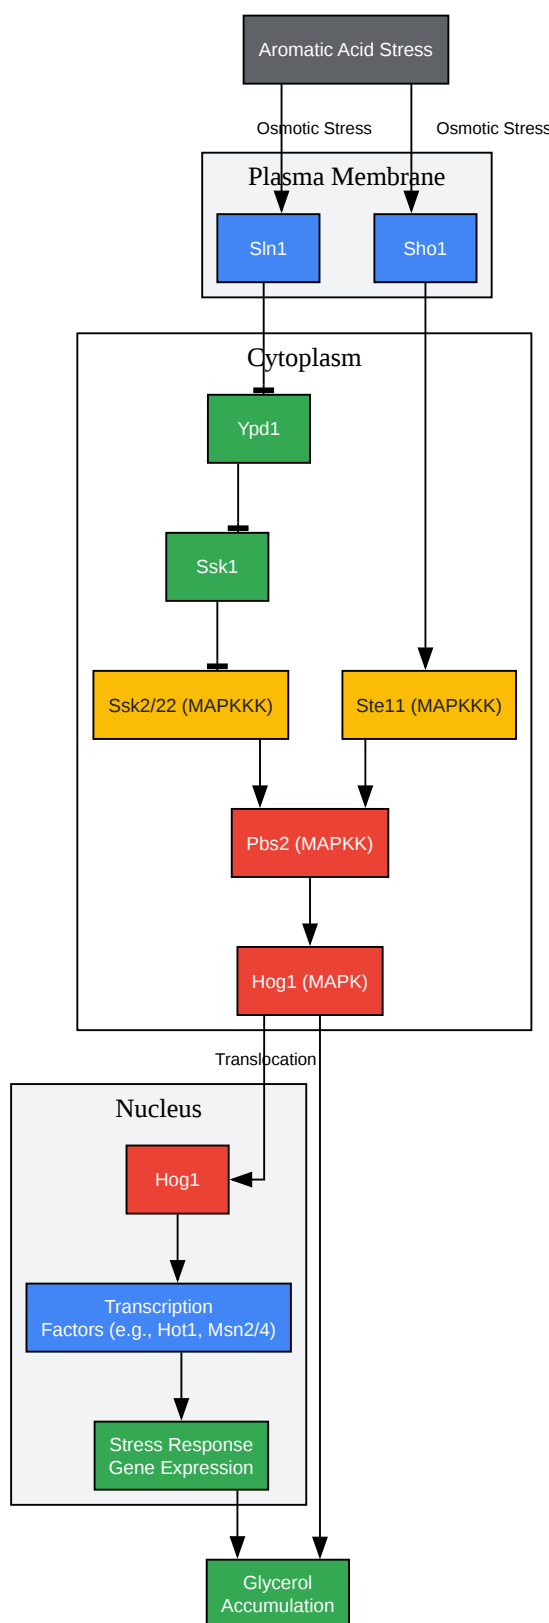 Aromatic Acid Stress
Osmotic Stress
Osmotic Stress
Plasma Membrane
Sln1
Sho1
Cytoplasm
Ypd1
Ssk1
Ssk2/22 (MAPKKK)
Ste11 (MAPKKK)
Pbs2 (MAPKK)
Hog1 (MAPK)
Translocation
Nucleus
Hog1
Transcription
Factors (e.g., Hot1, Msn2/4)
Stress Response
Gene Expression
Glycerol
Accumulation